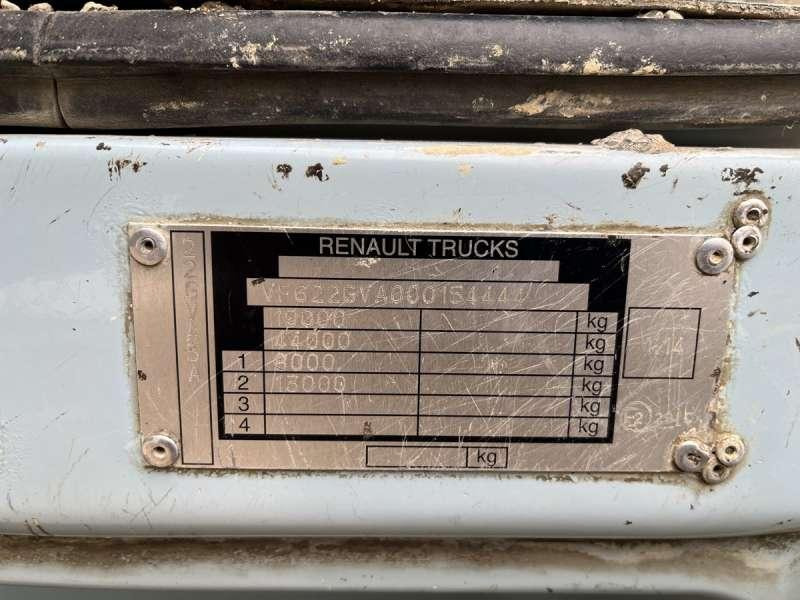 RENAULT TRUCKS
VF622GVA000154444
19000 kg
44000 kg
1 8000 kg
2 13000 kg
3 kg
4 kg
kg